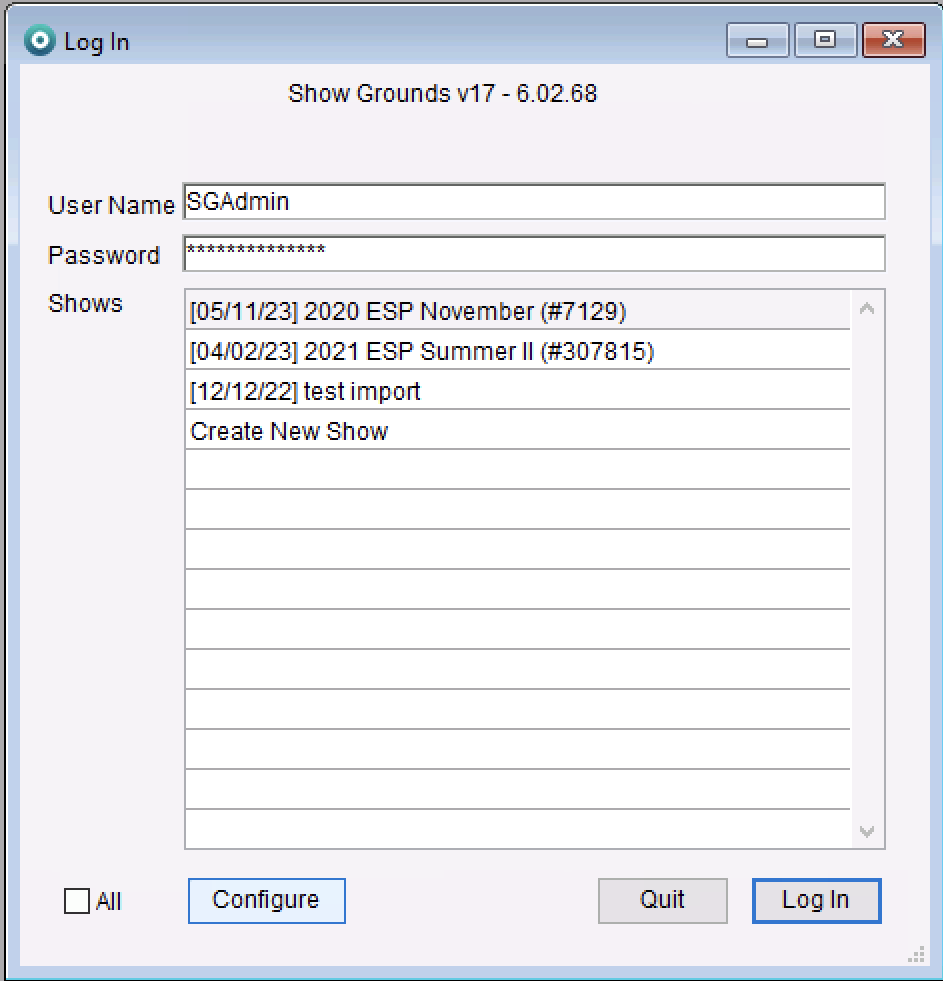 Log In
Show Grounds v17 - 6.02.68
User Name SGAdmin
Password **************
Shows
[05/11/23] 2020 ESP November (#7129)
[04/02/23] 2021 ESP Summer II (#307815)
[12/12/22] test import
Create New Show
All Configure Quit Log In